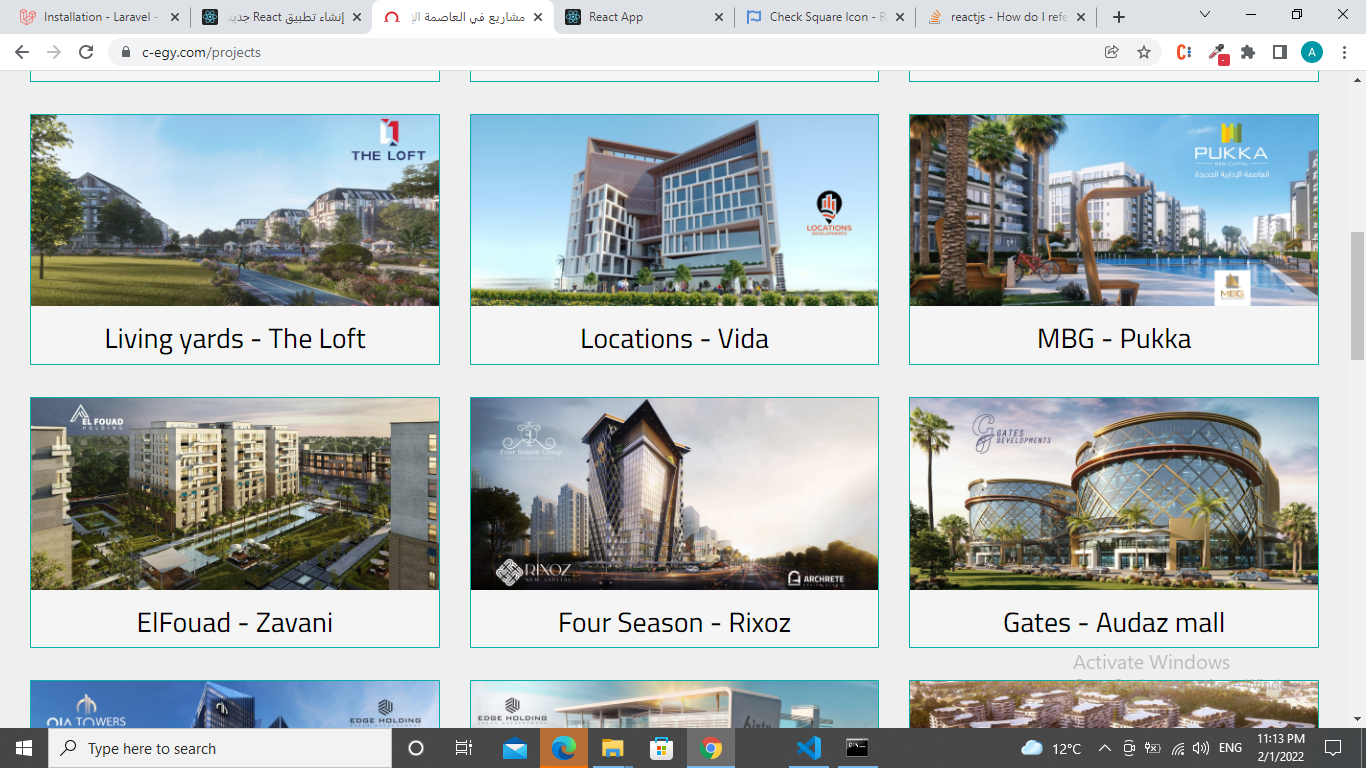 Installation - Laravel -
إنشاء تطبيق React جديد
مشاريع في العاصمة الإ
React App
Check Square Icon - R
reactjs - How do I refe
c-egy.com/projects
THE LOFT
LOCATIONS
DEVELOPMENTS
PUKKA
NEW CAPITAL
العاصمة الإدارية الجديدة
MBG
Living yards - The Loft
Locations - Vida
MBG - Pukka
EL FOUAD
HOLDING
Four Season Group
RIXOZ
NEW CAPITAL
ARCHRETE
GATES
DEVELOPMENTS
ElFouad - Zavani
Four Season - Rixoz
Gates - Audaz mall
Activate Windows
OIA TOWERS
EDGE HOLDING
EDGE HOLDING
Type here to search
12°C
ENG
11:13 PM
2/1/2022